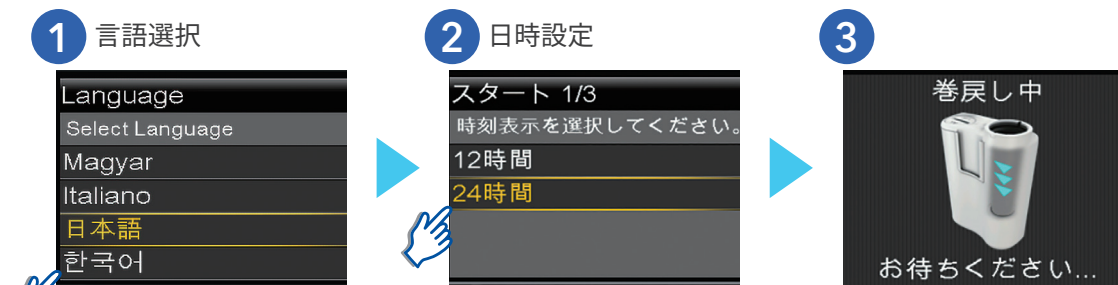 1 言語選択
Language
Select Language
Magyar
Italiano
日本語
한국어
2 日時設定
スタート 1/3
時刻表示を選択してください。
12時間
24時間
3
巻戻し中
お待ちください...